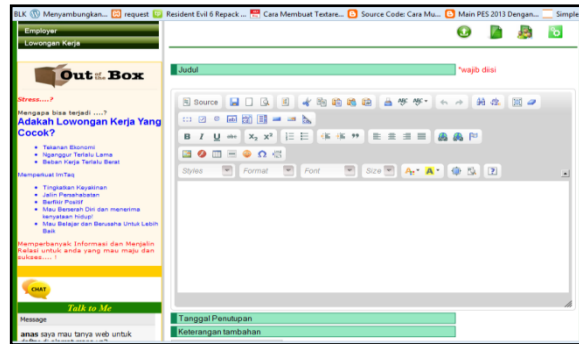 BLK Menyambungkan... request Resident Evil 6 Repack ... Cara Membuat Textare... Source Code: Cara Mu... Main PES 2013 Dengan... Simple
Employer
Lowongan Kerja
Out of the Box
Stress....?
Mengapa bisa terjadi ....?
Adakah Lowongan Kerja Yang
Cocok?
Tekanan Ekonomi
Nganggur Terlalu Lama
Beban Kerja Terlalu Berat
Memperkuat ImTaq
Tingkatkan Keyakinan
Jalin Persahabatan
Berfikir Positif
Mau Berserah Diri dan menerima
kenyataan hidup!
Mau Belajar dan Berusaha Untuk Lebih
Baik
Memperbanyak Informasi dan Menjalin
Relasi untuk anda yang mau maju dan
sukses.... !
CHAT
Talk to Me
Message
anas saya mau tanya web untuk
Judul
*wajib diisi
Source
B I U abc X₂ X²
Styles Format Font Size A A
Tanggal Penutupan
Keterangan tambahan